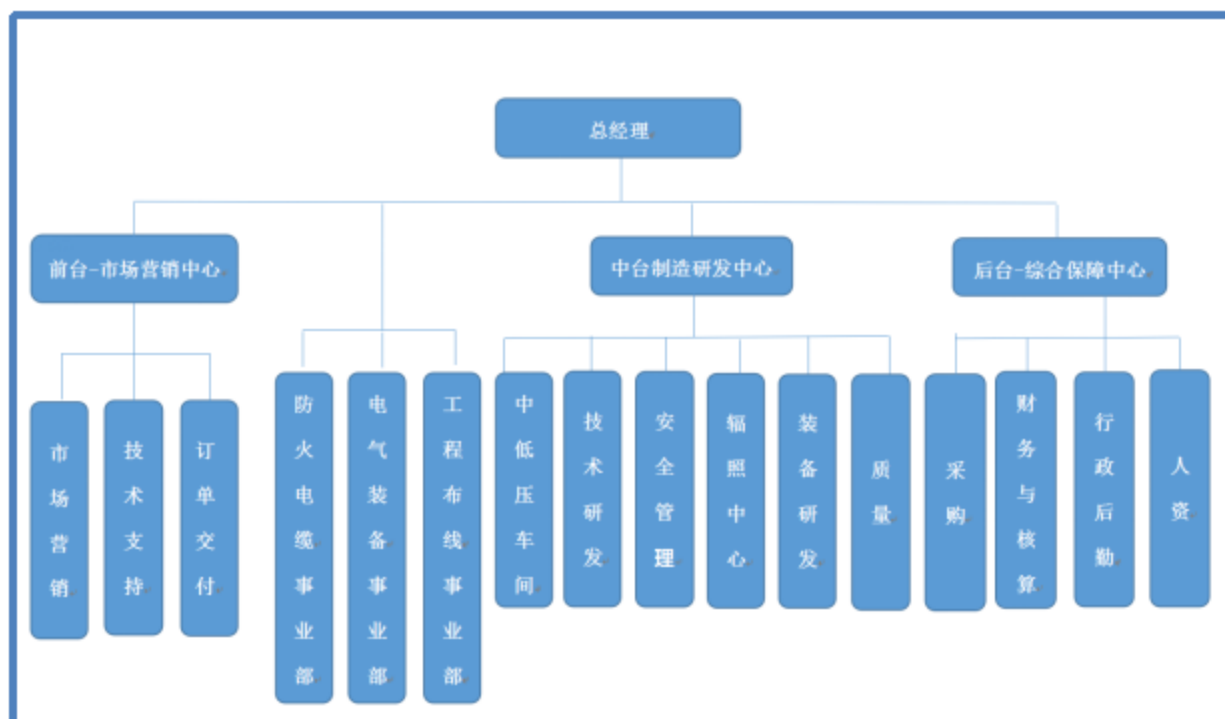 总经理
前台-市场营销中心
中台制造研发中心
后台-综合保障中心
市场营销
技术支持
订单交付
防火电缆事业部
电气装备事业部
工程布线事业部
中低压车间
技术研发
安全管理
辐照中心
装备研发
质量
采购
财务与核算
行政后勤
人资